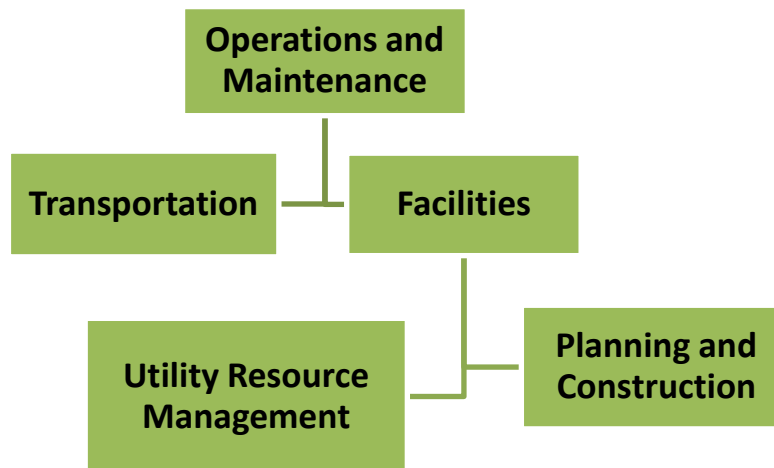 Operations and
Maintenance
Transportation
Facilities
Utility Resource
Management
Planning and
Construction